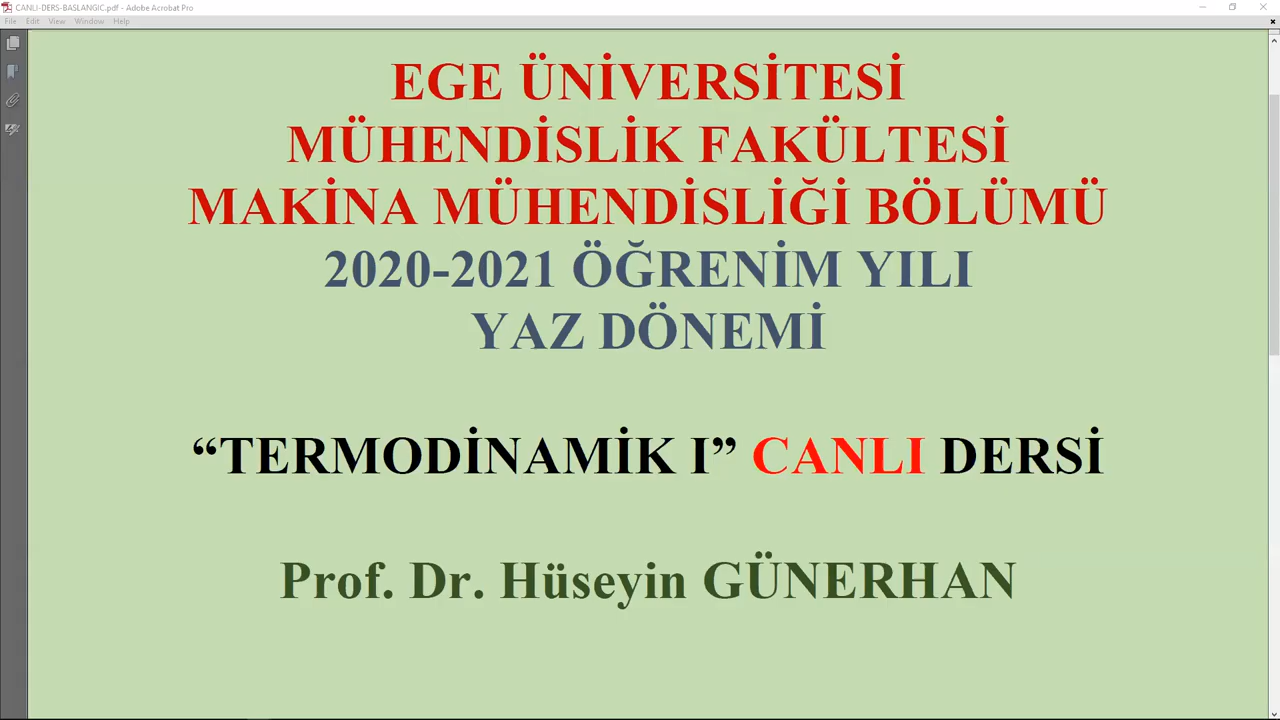 CANLI-DERS-BASLANGIC.pdf - Adobe Acrobat Pro
File Edit View Window Help
EGE ÜNİVERSİTESİ
MÜHENDİSLİK FAKÜLTESİ
MAKİNA MÜHENDİSLİĞİ BÖLÜMÜ
2020-2021 ÖĞRENİM YILI
YAZ DÖNEMİ
“TERMODİNAMİK I” CANLI DERSİ
Prof. Dr. Hüseyin GÜNERHAN